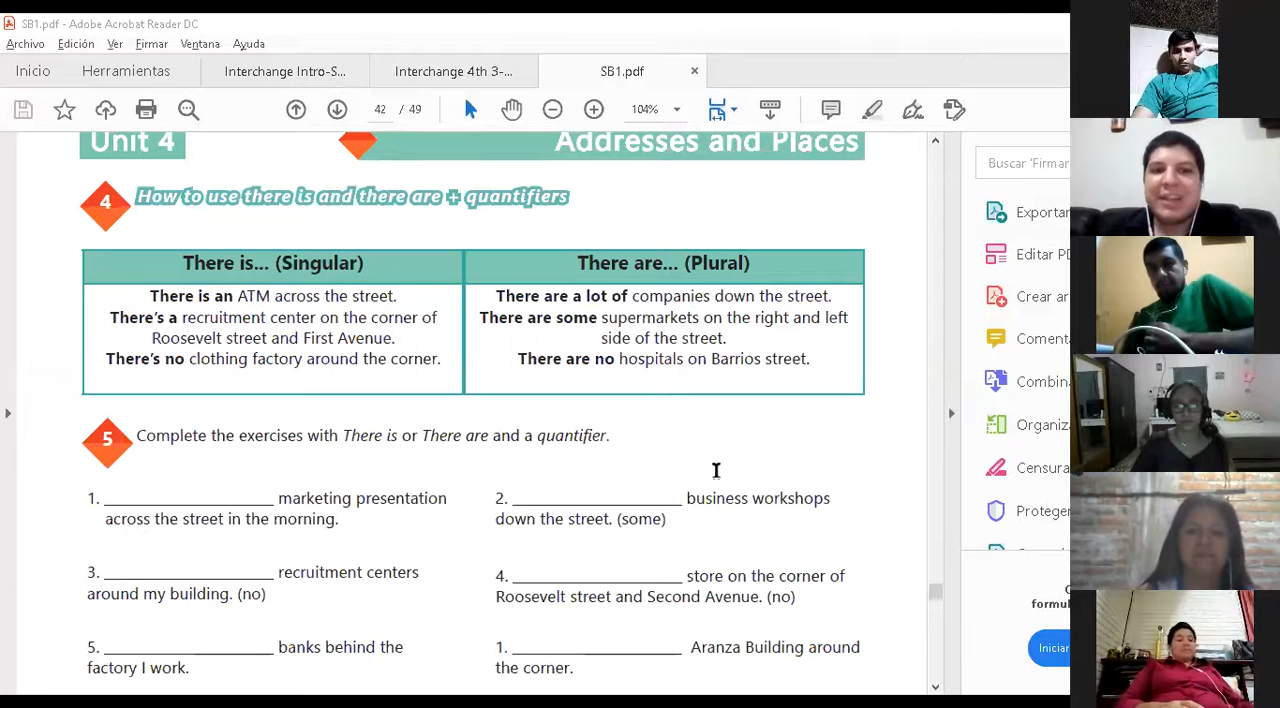 SB1.pdf - Adobe Acrobat Reader DC
Archivo Edición Ver Firmar Ventana Ayuda
Inicio Herramientas Interchange Intro-S... Interchange 4th 3-... SB1.pdf ×
42 / 49 104%
Unit 4 Addresses and Places
4 How to use there is and there are + quantifiers
There is... (Singular) There are... (Plural)
There is an ATM across the street.
There's a recruitment center on the corner of
Roosevelt street and First Avenue.
There's no clothing factory around the corner.
There are a lot of companies down the street.
There are some supermarkets on the right and left
side of the street.
There are no hospitals on Barrios street.
5 Complete the exercises with There is or There are and a quantifier.
1. ____________________ marketing presentation
across the street in the morning.
2. ____________________ business workshops
down the street. (some)
3. ____________________ recruitment centers
around my building. (no)
4. ____________________ store on the corner of
Roosevelt street and Second Avenue. (no)
5. ____________________ banks behind the
factory I work.
1. ____________________ Aranza Building around
the corner.
Buscar 'Firmar
Exportar
Editar PD
Crear ar
Comenta
Combin
Organiz
Censura
Proteger
formu
Iniciar